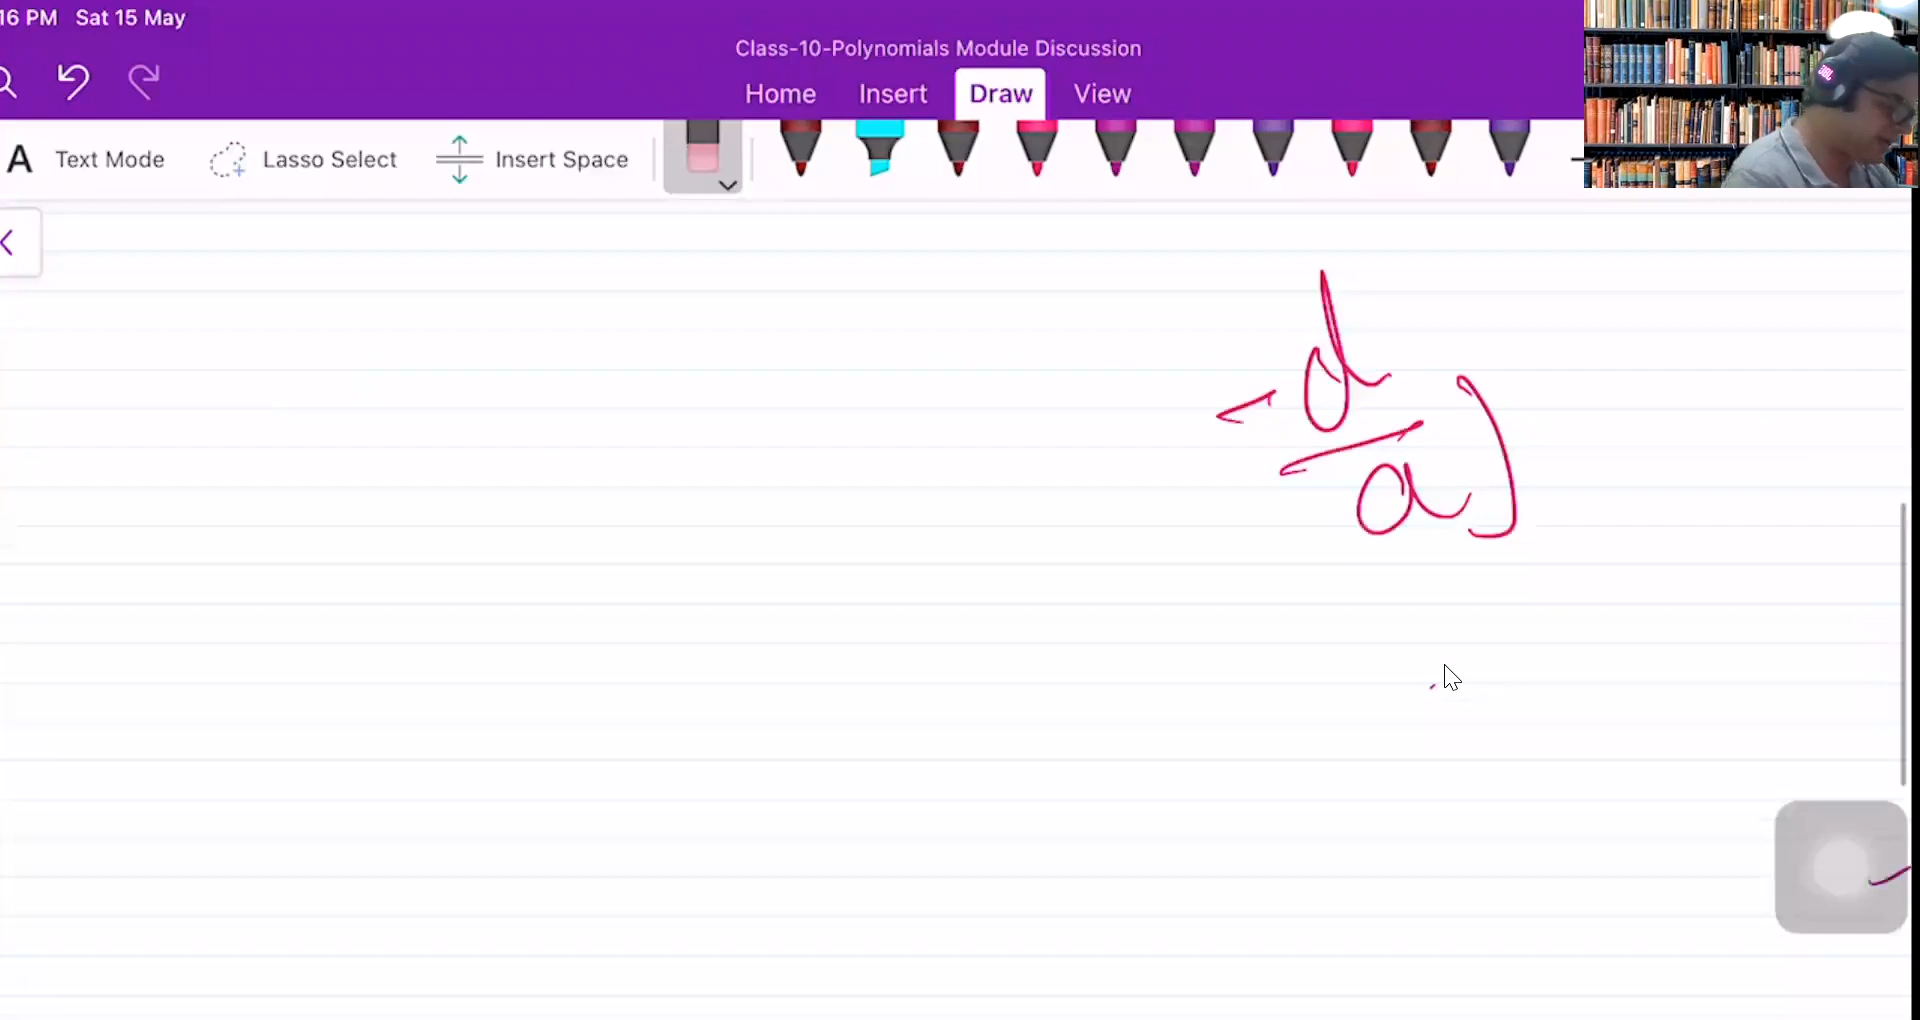 16 PM Sat 15 May
Class-10-Polynomials Module Discussion
Home Insert Draw View
A Text Mode Lasso Select Insert Space
- d
a )